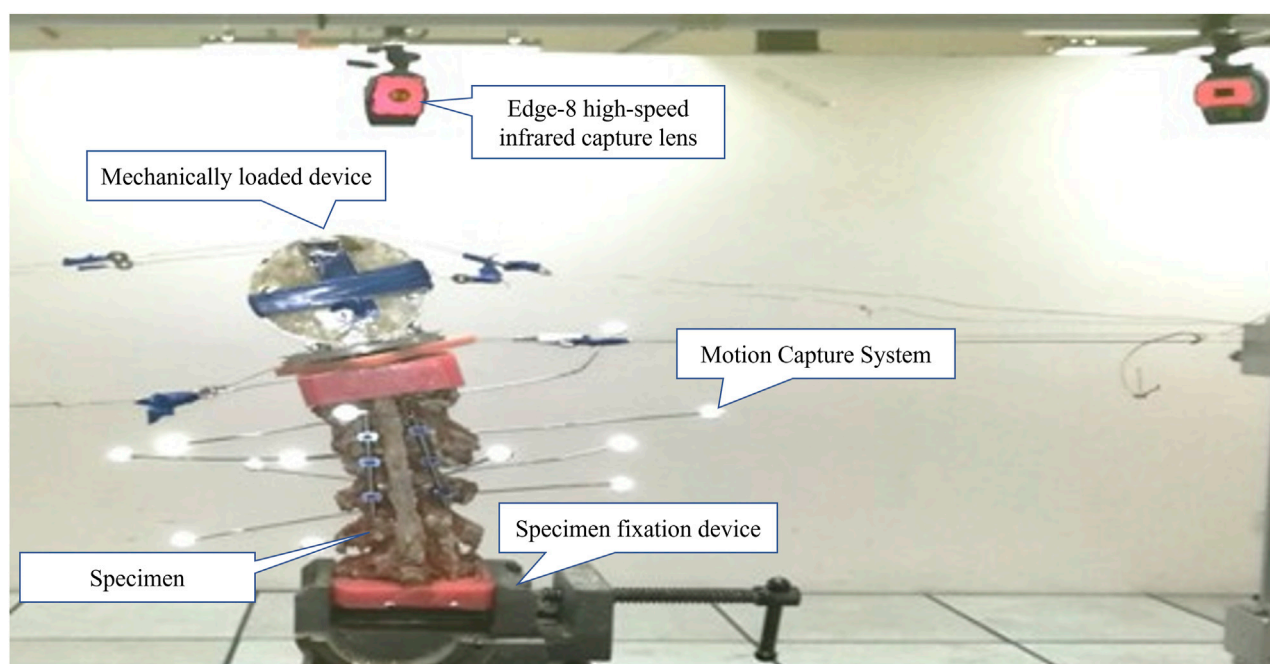 Edge-8 high-speed
infrared capture lens
Mechanically loaded device
Motion Capture System
Specimen fixation device
Specimen